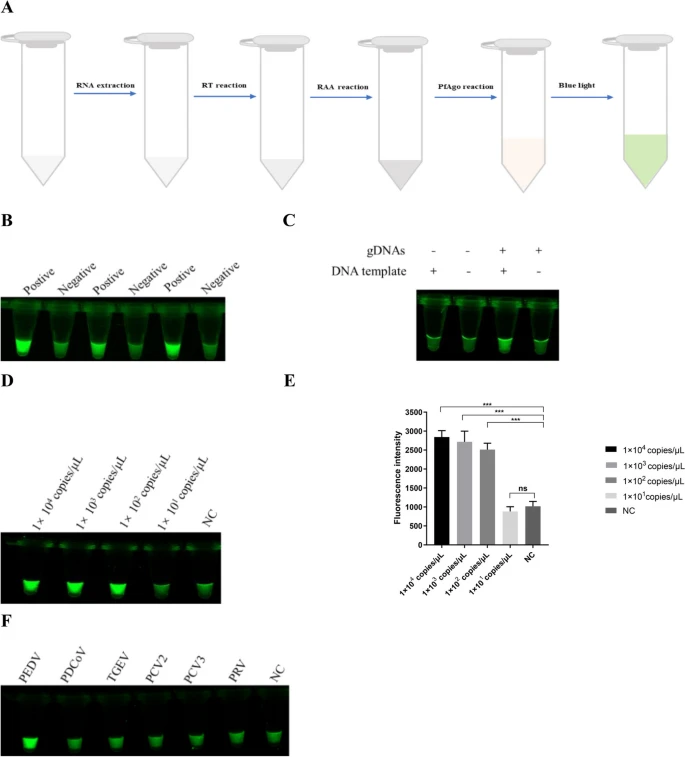 A
RNA extraction
RT reaction
RAA reaction
PfAgo reaction
Blue light
B
Postive
Negative
Postive
Negative
Postive
Negative
C
gDNAs - - + +
DNA template + - + -
D
1× 10⁴ copies/μL
1× 10³ copies/μL
1× 10² copies/μL
1× 10¹ copies/μL
NC
E
***
***
***
ns
Fluorescence intensity
3500
3000
2500
2000
1500
1000
500
0
1×10⁴ copies/μL
1×10³ copies/μL
1×10² copies/μL
1×10¹ copies/μL
NC
1×10⁴ copies/μL
1×10³ copies/μL
1×10² copies/μL
1×10¹copies/μL
NC
F
PEDV
PDCoV
TGEV
PCV2
PCV3
PRV
NC